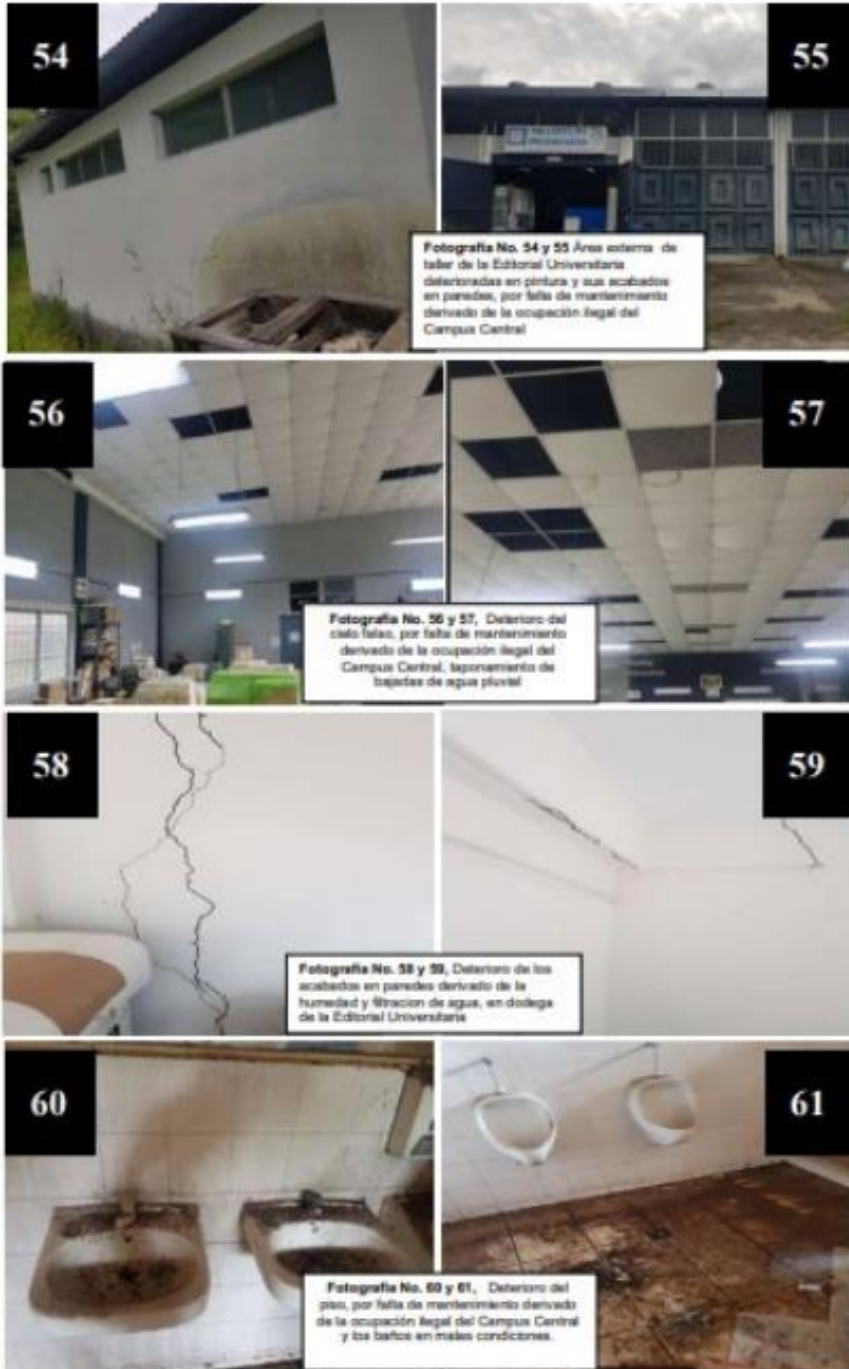 54
55
Fotografía No. 54 y 55 Área externa de
taller de la Editorial Universitaria
deterioradas en pintura y sus acabados
en paredes, por falta de mantenimiento
derivado de la ocupación ilegal del
Campus Central
56
57
Fotografía No. 56 y 57, Deterioro del
cielo falso, por falta de mantenimiento
derivado de la ocupación ilegal del
Campus Central, taponamiento de
bajadas de agua pluvial
58
59
Fotografía No. 58 y 59, Deterioro de los
acabados en paredes derivado de la
humedad y filtracion de agua, en dodega
de la Editorial Universitaria
60
61
Fotografía No. 60 y 61, Deterioro del
piso, por falta de mantenimiento derivado
de la ocupación ilegal del Campus Central
y los baños en males condiciones.